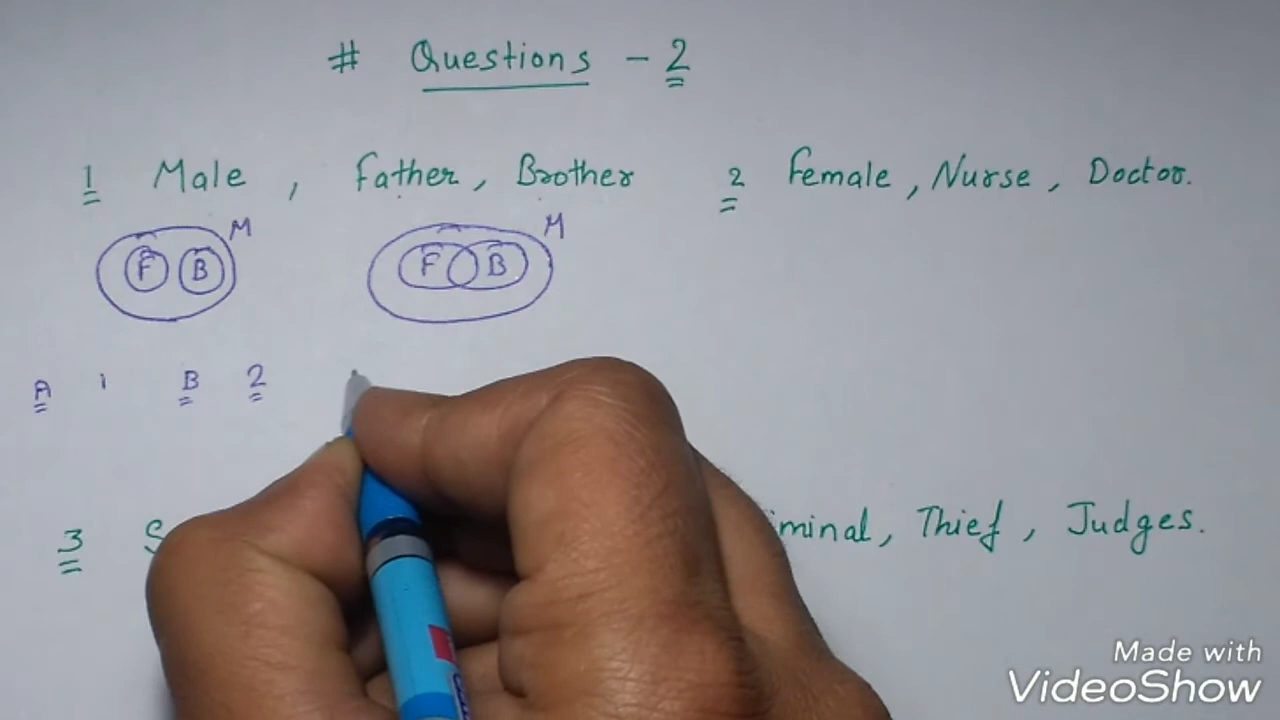 # Questions - 2
1 Male , Father , Brother 2 Female , Nurse , Doctor.
M M
F B F B
A 1 B 2
3 iminal , Thief , Judges.
Made with
VideoShow